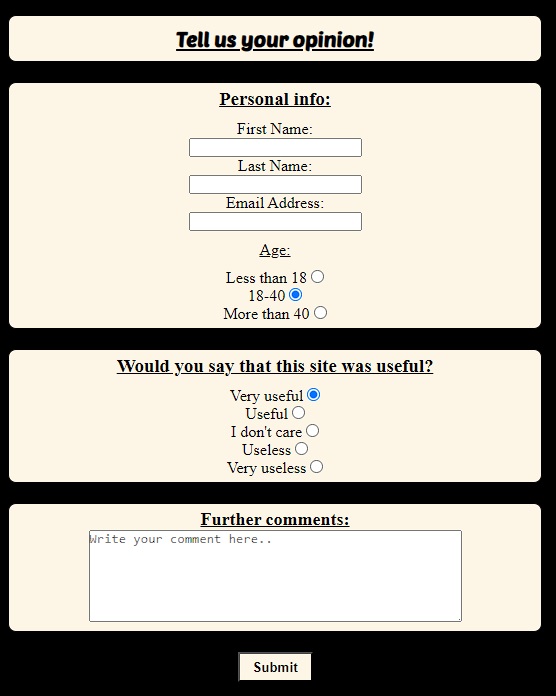 Tell us your opinion!
Personal info:
First Name:
Last Name:
Email Address:
Age:
Less than 18
18-40
More than 40
Would you say that this site was useful?
Very useful
Useful
I don't care
Useless
Very useless
Further comments:
Write your comment here..
Submit